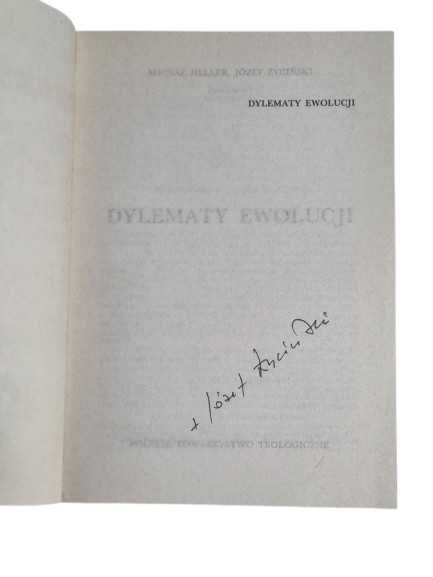 MICHAŁ HELLER, JÓZEF ŻYCIŃSKI
DYLEMATY EWOLUCJI
DYLEMATY EWOLUCJI
+ Józef Życiński
POLSKIE TOWARZYSTWO TEOLOGICZNE